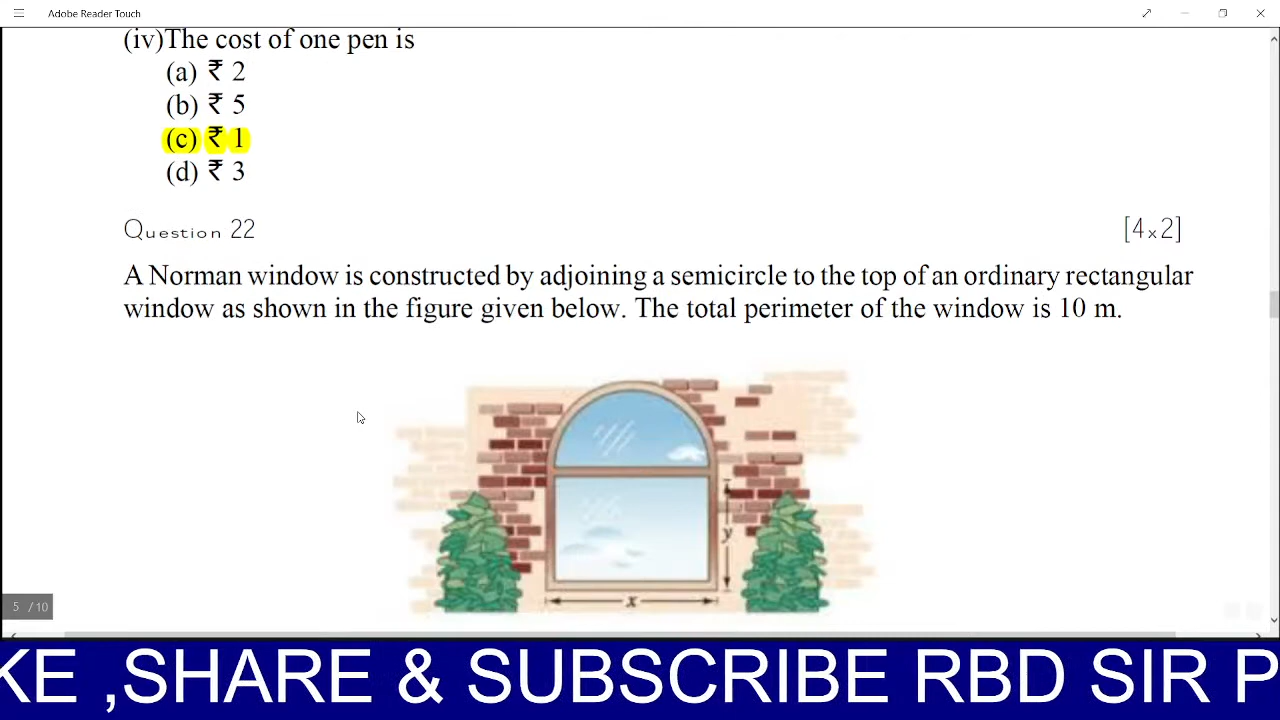 Adobe Reader Touch
(iv)The cost of one pen is
(a) ₹ 2
(b) ₹ 5
(c) ₹ 1
(d) ₹ 3
Question 22 [4×2]
A Norman window is constructed by adjoining a semicircle to the top of an ordinary rectangular
window as shown in the figure given below. The total perimeter of the window is 10 m.
y
x
5 / 10
KE ,SHARE & SUBSCRIBE RBD SIR P